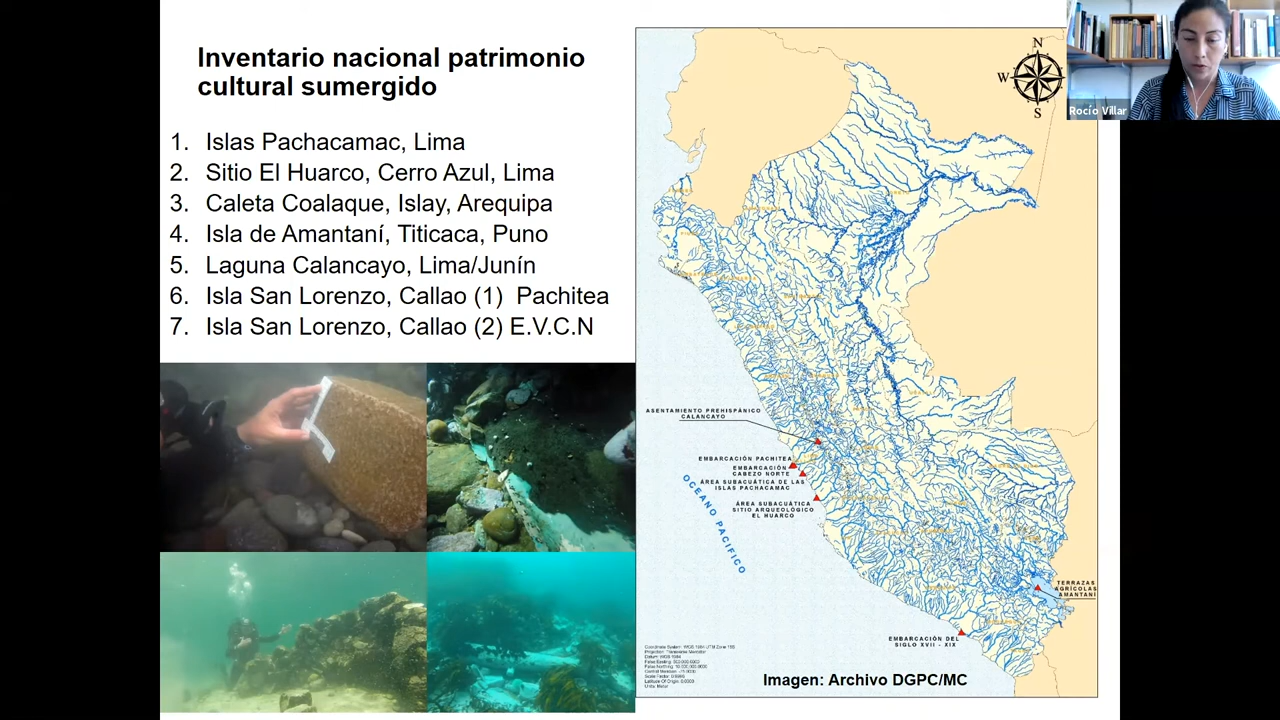 Inventario nacional patrimonio
cultural sumergido
1. Islas Pachacamac, Lima
2. Sitio El Huarco, Cerro Azul, Lima
3. Caleta Coalaque, Islay, Arequipa
4. Isla de Amantaní, Titicaca, Puno
5. Laguna Calancayo, Lima/Junín
6. Isla San Lorenzo, Callao (1) Pachitea
7. Isla San Lorenzo, Callao (2) E.V.C.N
N
W
S
Rocío Villar
ASENTAMIENTO PREHISPÁNICO
CALANCAYO
EMBARCACIÓN PACHITEA
EMBARCACIÓN
CABEZO NORTE
ÁREA SUBACUÁTICA DE LAS
ISLAS PACHACAMAC
ÁREA SUBACUÁTICA
SITIO ARQUEOLÓGICO
EL HUARCO
OCEANO PACIFICO
TERRAZAS
AGRÍCOLAS
AMANTANÍ
EMBARCACIÓN DEL
SIGLO XVII - XIX
Imagen: Archivo DGPC/MC